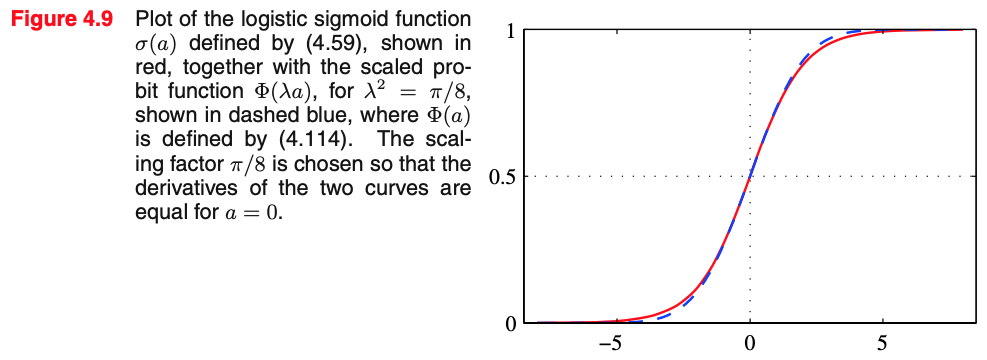 Figure 4.9 Plot of the logistic sigmoid function
σ(a) defined by (4.59), shown in
red, together with the scaled pro-
bit function Φ(λa), for λ² = π/8,
shown in dashed blue, where Φ(a)
is defined by (4.114). The scal-
ing factor π/8 is chosen so that the
derivatives of the two curves are
equal for a = 0.
1
0.5
0
−5 0 5